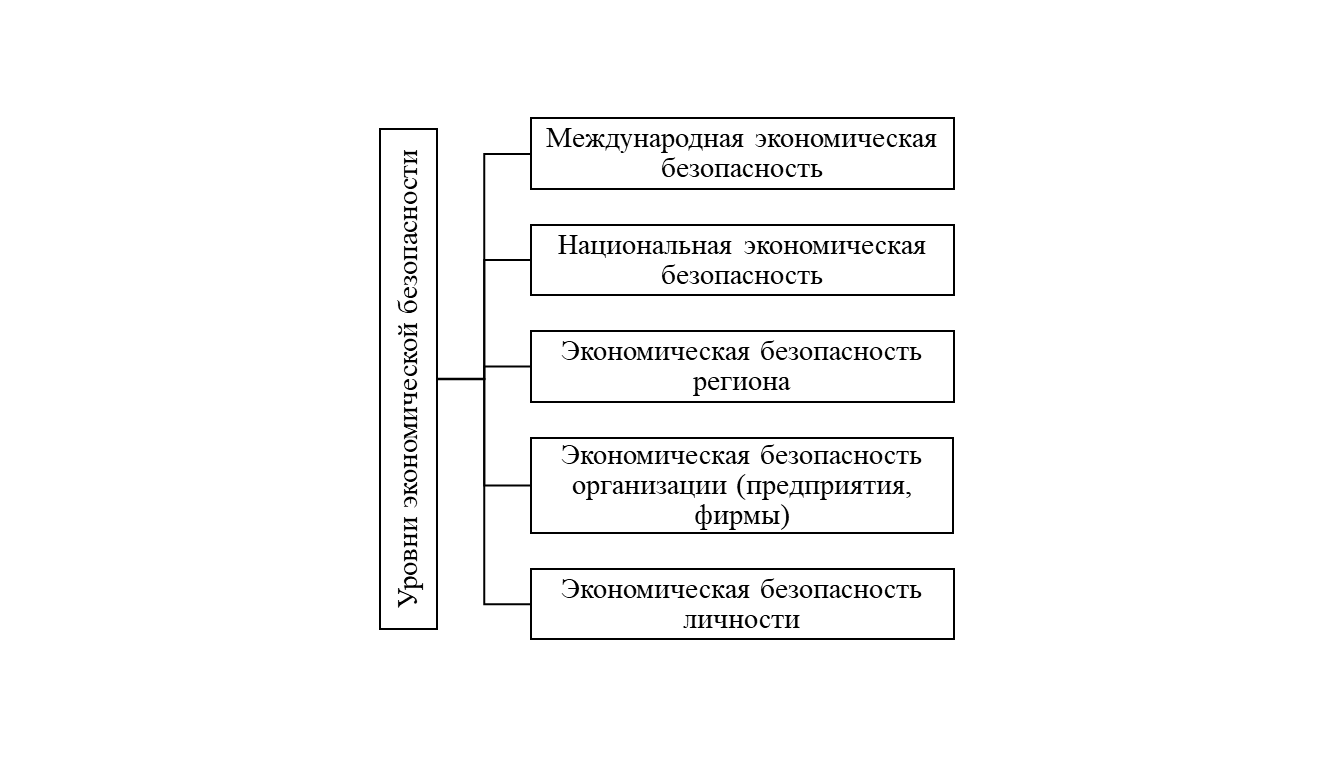 Уровни экономической безопасности
Международная экономическая
безопасность
Национальная экономическая
безопасность
Экономическая безопасность
региона
Экономическая безопасность
организации (предприятия,
фирмы)
Экономическая безопасность
личности